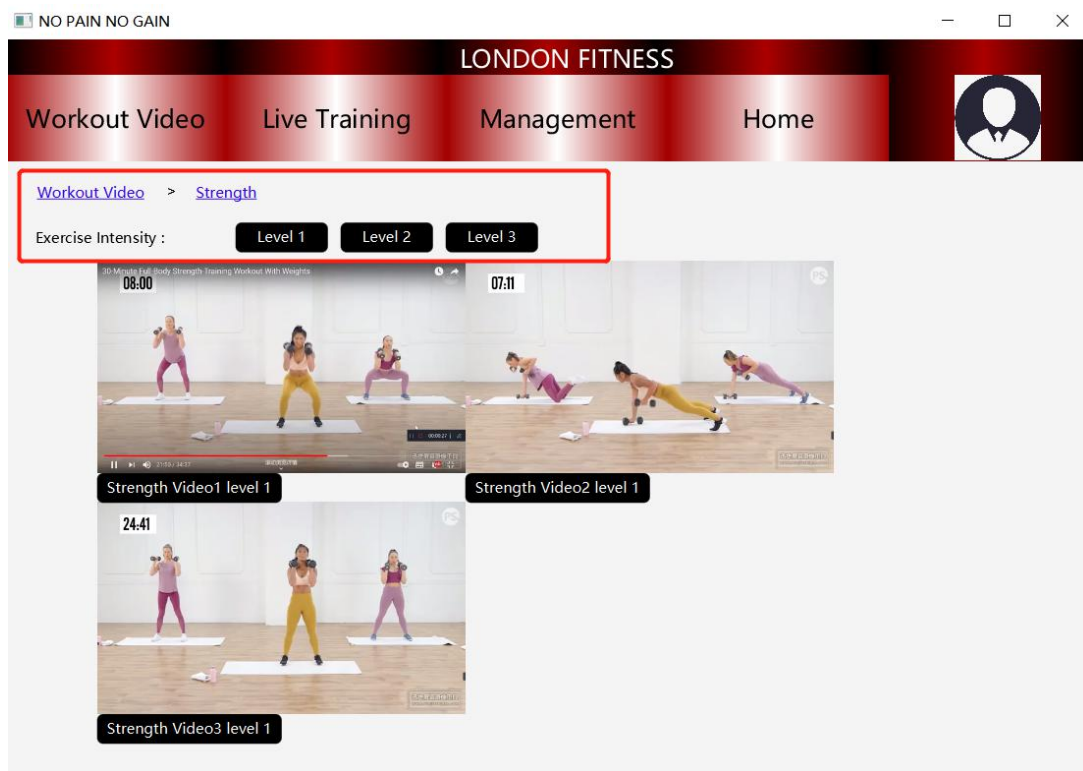 NO PAIN NO GAIN
LONDON FITNESS
Workout Video Live Training Management Home
Workout Video > Strength
Exercise Intensity : Level 1 Level 2 Level 3
30-Minute Full-Body Strength Training Workout With Weights
08:00
07:11
PS
Strength Video1 level 1
Strength Video2 level 1
24:41
PS
Strength Video3 level 1